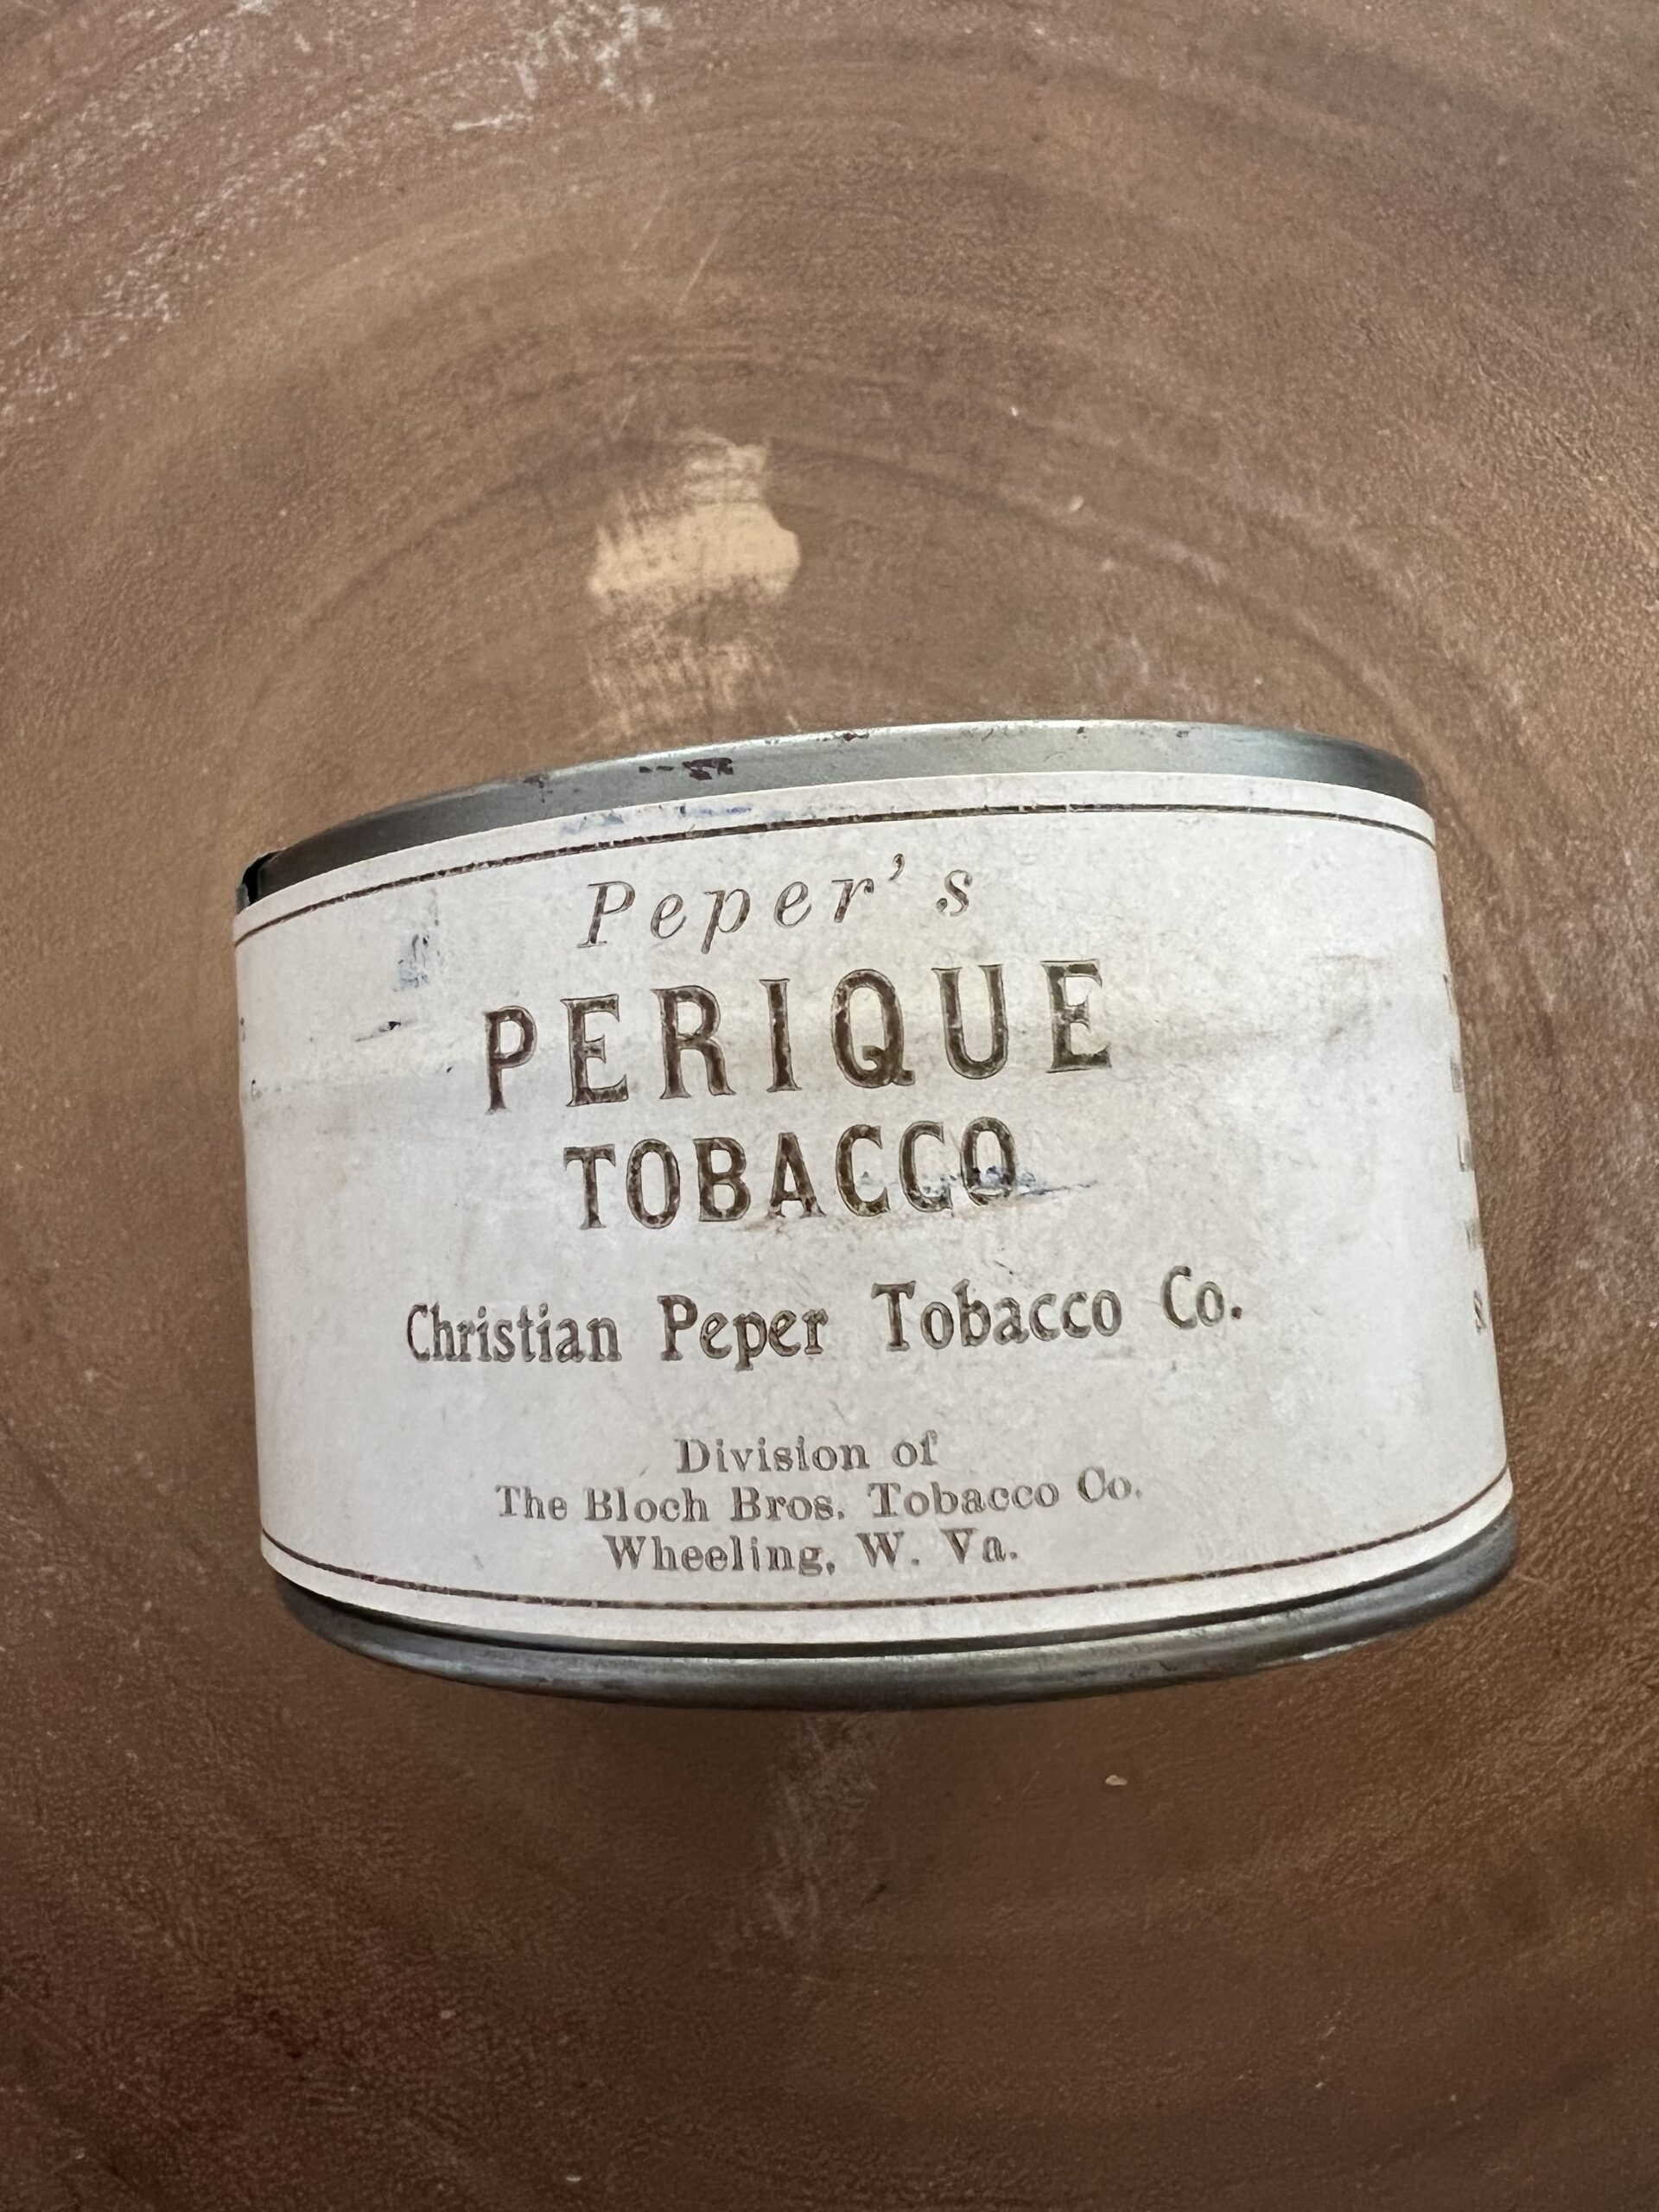 Peper's
PERIQUE
TOBACCO
Christian Peper Tobacco Co.
Division of
The Bloch Bros. Tobacco Co.
Wheeling, W. Va.